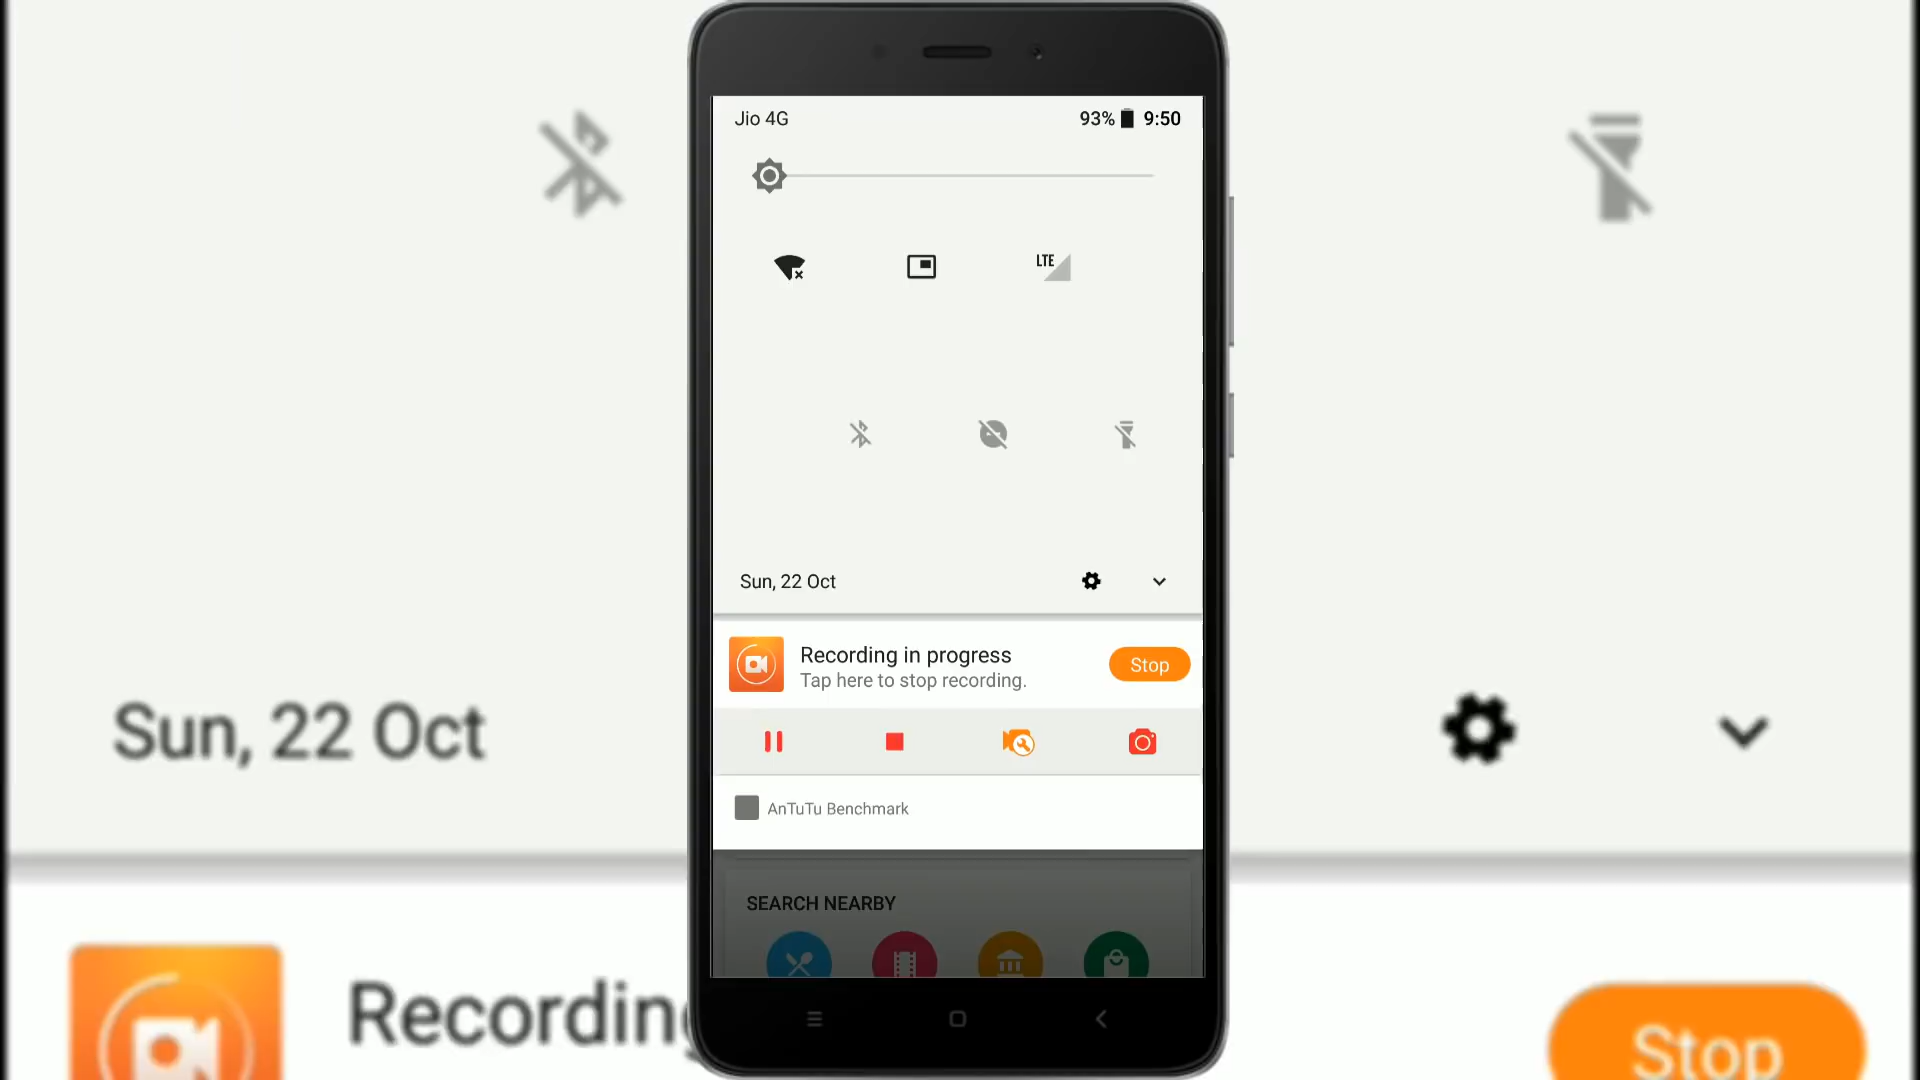 Jio 4G
93% 9:50
LTE
Sun, 22 Oct
Recording in progress
Tap here to stop recording.
Stop
AnTuTu Benchmark
SEARCH NEARBY
Sun, 22 Oct
Recording
Stop